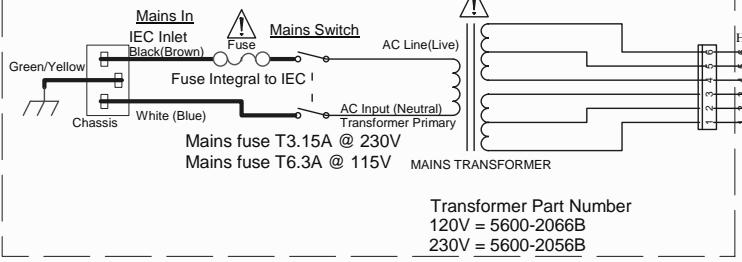 Mains In
IEC Inlet
Black(Brown)
Fuse
Mains Switch
AC Line(Live)
Green/Yellow
Fuse Integral to IEC
White (Blue)
Chassis
AC Input (Neutral)
Transformer Primary
Mains fuse T3.15A @ 230V
Mains fuse T6.3A @ 115V
MAINS TRANSFORMER
6
5
4
3
2
1
Transformer Part Number
120V = 5600-2066B
230V = 5600-2056B